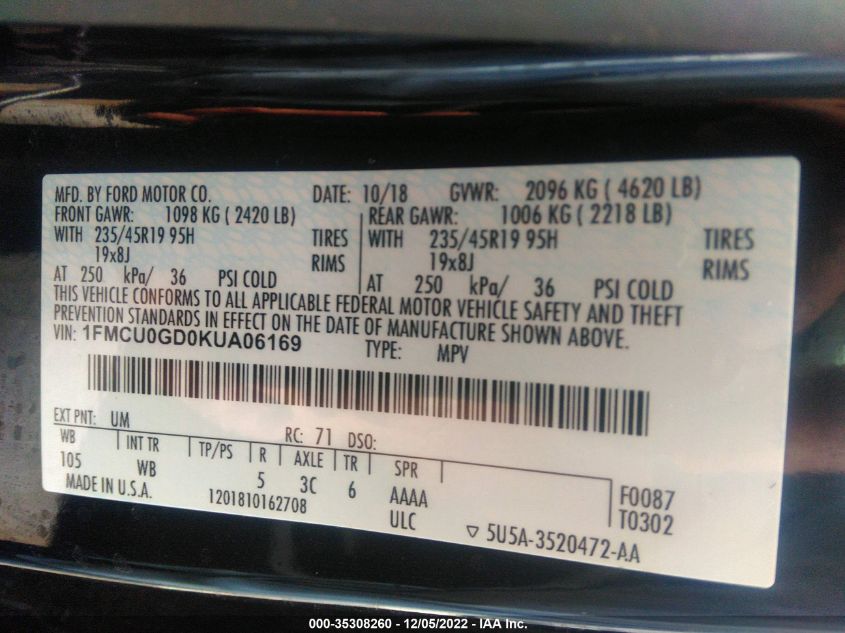 MFD. BY FORD MOTOR CO. DATE: 10/18 GVWR: 2096 KG ( 4620 LB)
FRONT GAWR: 1098 KG ( 2420 LB) REAR GAWR: 1006 KG ( 2218 LB)
WITH 235/45R19 95H TIRES WITH 235/45R19 95H TIRES
19x8J RIMS 19x8J RIMS
AT 250 kPa/ 36 PSI COLD AT 250 kPa/ 36 PSI COLD
THIS VEHICLE CONFORMS TO ALL APPLICABLE FEDERAL MOTOR VEHICLE SAFETY AND THEFT
PREVENTION STANDARDS IN EFFECT ON THE DATE OF MANUFACTURE SHOWN ABOVE.
VIN: 1FMCU0GD0KUA06169 TYPE: MPV
EXT PNT: UM RC: 71 DSO:
WB INT TR TP/PS R AXLE TR SPR
105 WB 5 3C 6 AAAA F0087
MADE IN U.S.A. 1201810162708 ULC T0302
▽ 5U5A-3520472-AA
000-35308260 - 12/05/2022 - IAA Inc.